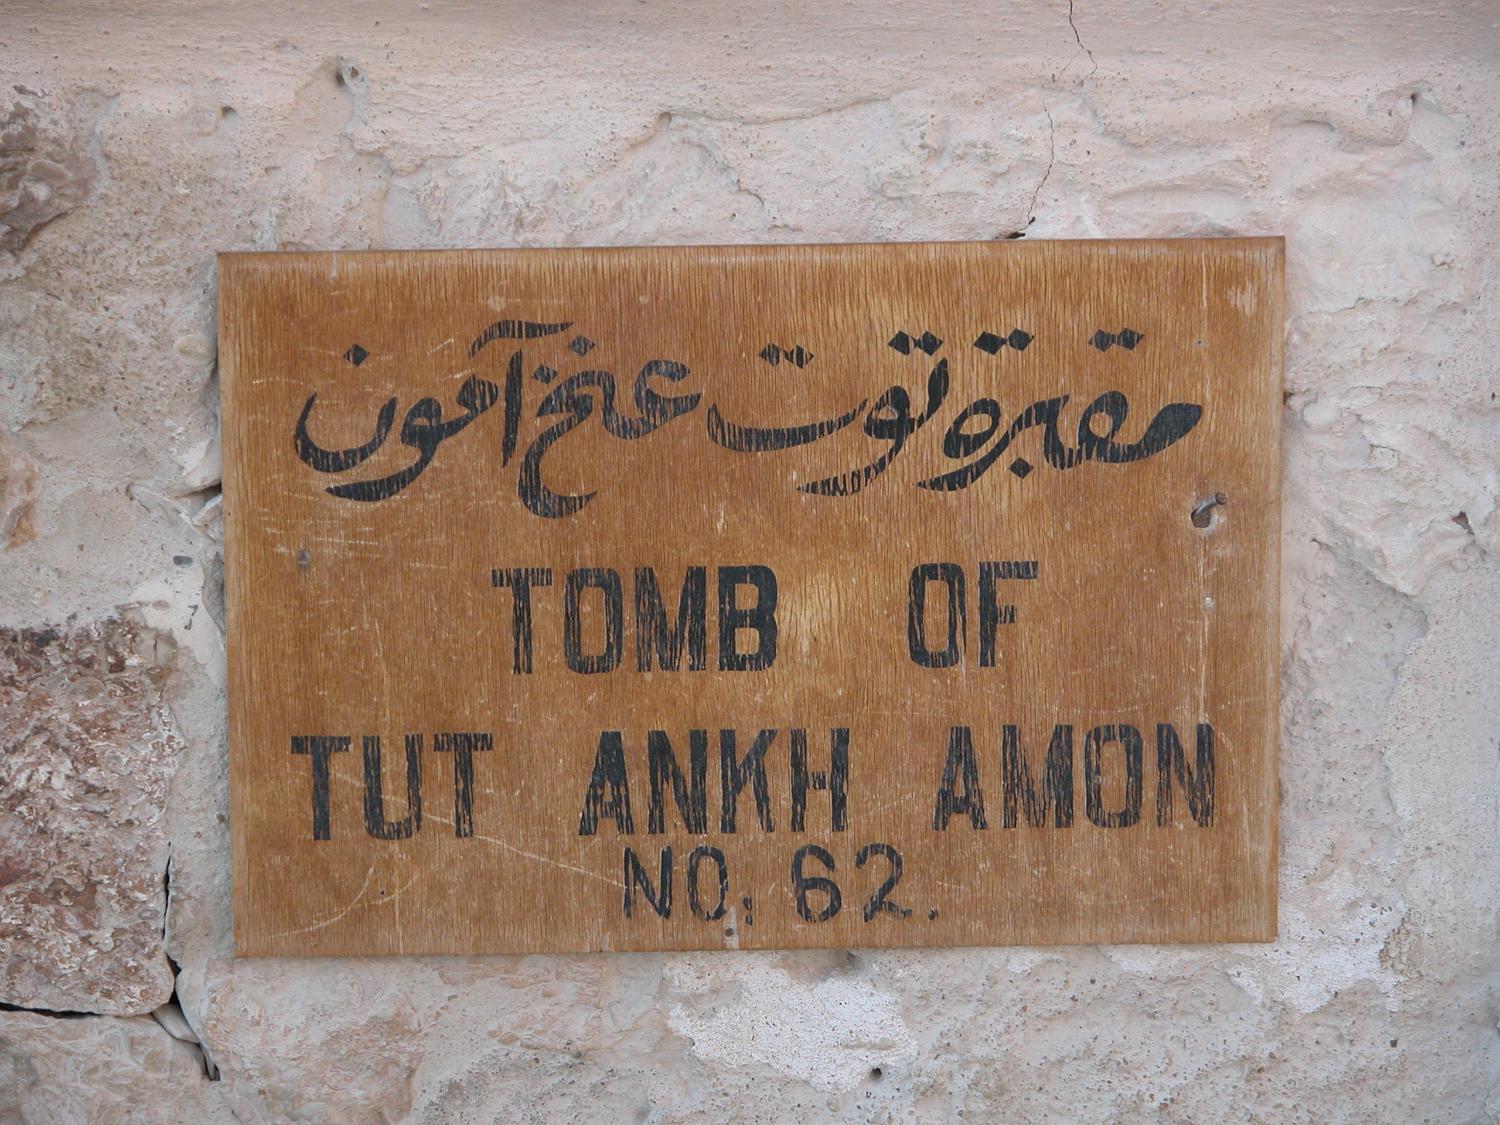 مقبرة توت عنخ آمون
TOMB OF
TUT ANKH AMON
NO: 62.